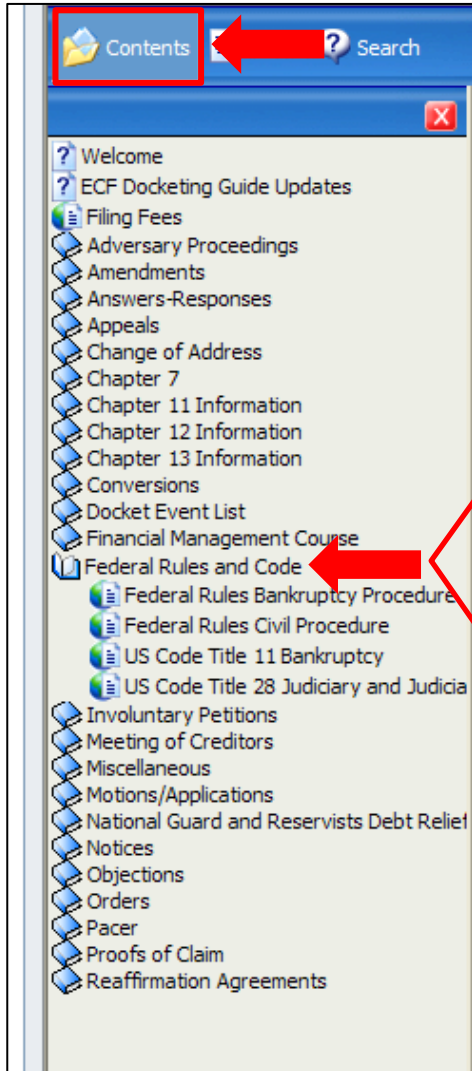 Contents
Search
Welcome
ECF Docketing Guide Updates
Filing Fees
Adversary Proceedings
Amendments
Answers-Responses
Appeals
Change of Address
Chapter 7
Chapter 11 Information
Chapter 12 Information
Chapter 13 Information
Conversions
Docket Event List
Financial Management Course
Federal Rules and Code
Federal Rules Bankruptcy Procedure
Federal Rules Civil Procedure
US Code Title 11 Bankruptcy
US Code Title 28 Judiciary and Judicia
Involuntary Petitions
Meeting of Creditors
Miscellaneous
Motions/Applications
National Guard and Reservists Debt Relief
Notices
Objections
Orders
Pacer
Proofs of Claim
Reaffirmation Agreements